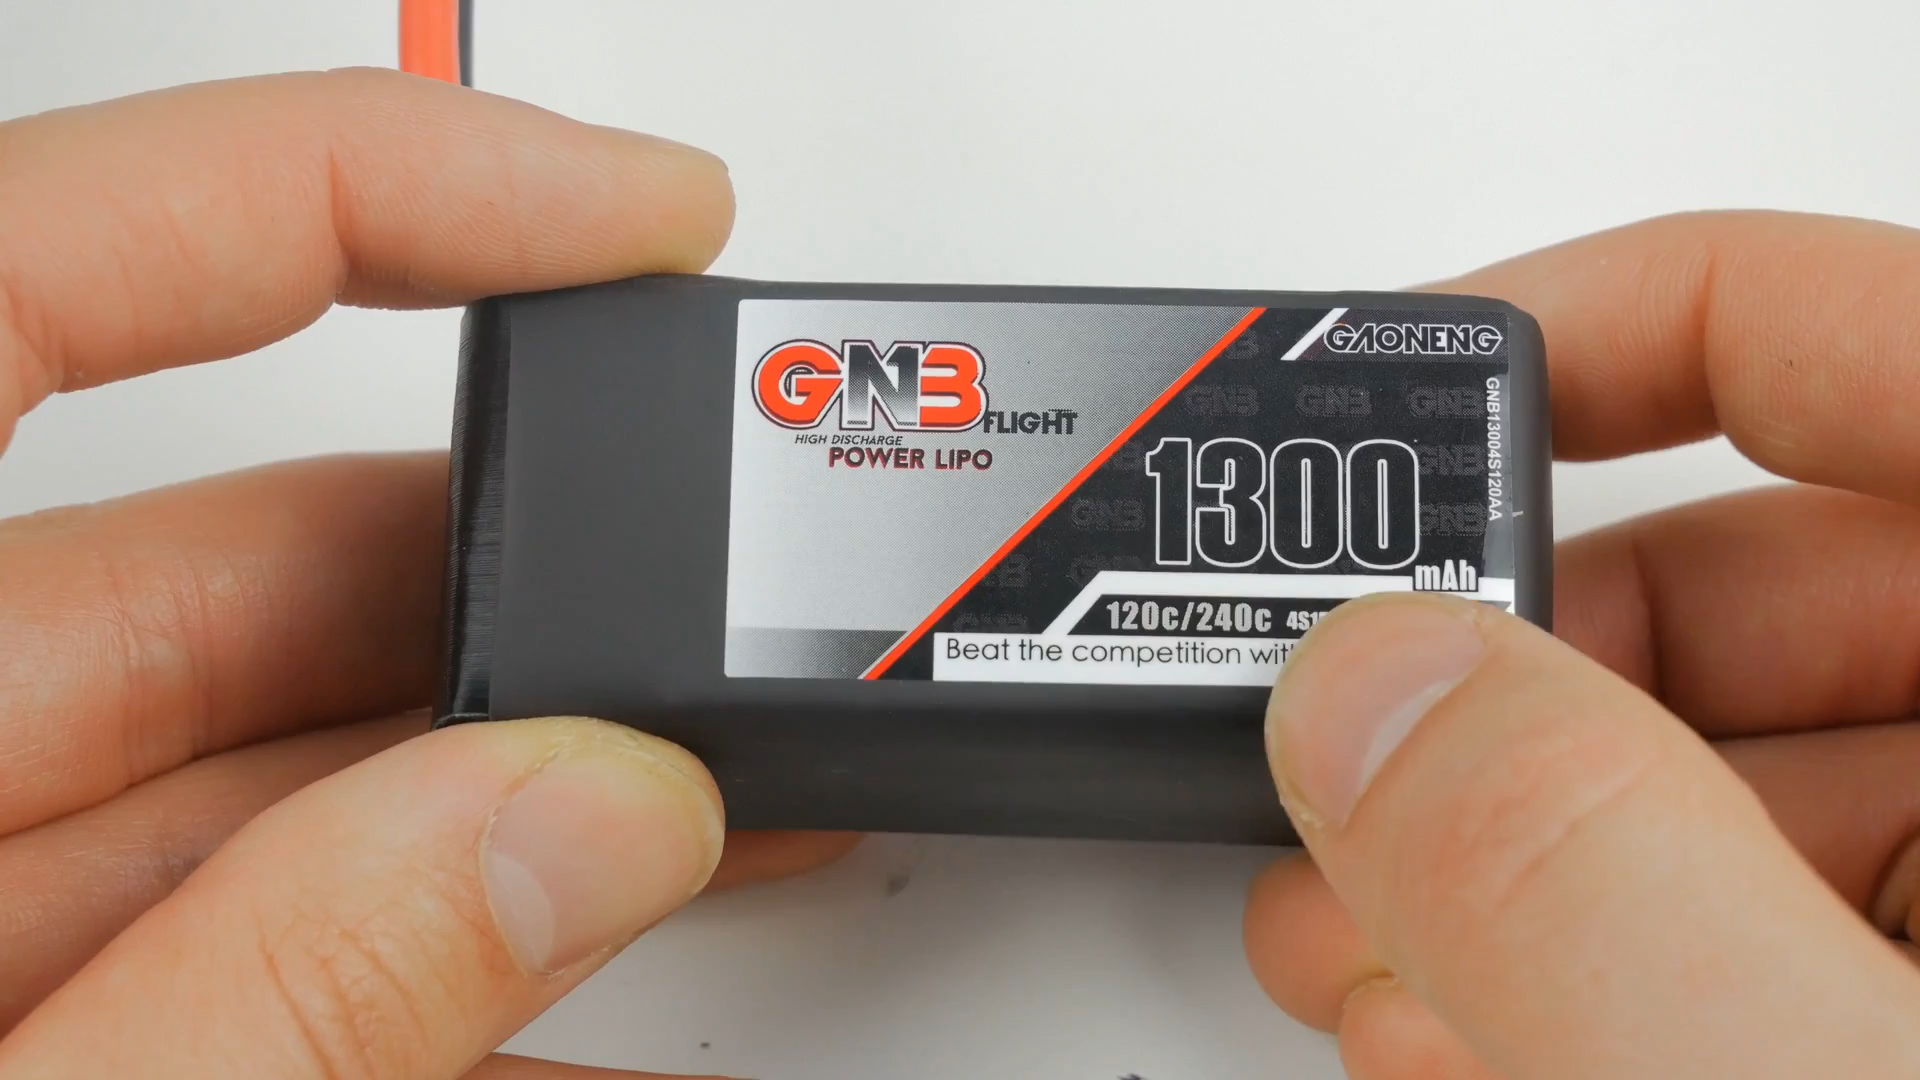 GNB FLIGHT
HIGH DISCHARGE
POWER LIPO
GAONENG
GNB13004S120AA
1300
mAh
120c/240c
Beat the competition